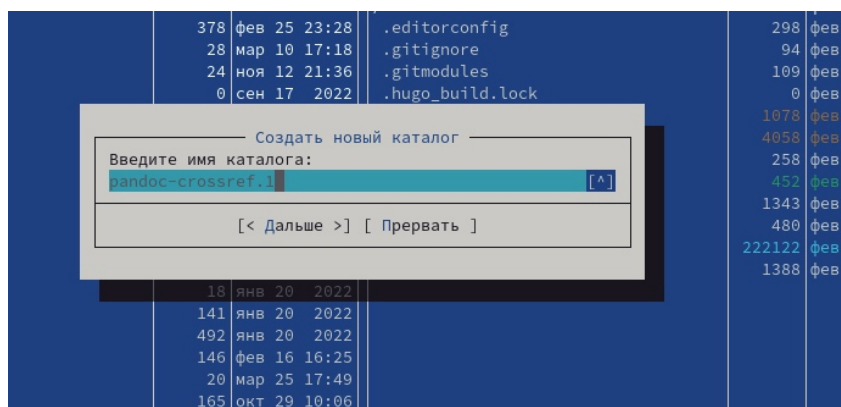 378 фев 25 23:28 .editorconfig 298 фев
28 мар 10 17:18 .gitignore 94 фев
24 ноя 12 21:36 .gitmodules 109 фев
0 сен 17 2022 .hugo_build.lock 0 фев
1078 фев
Создать новый каталог 4058 фев
Введите имя каталога: 258 фев
pandoc-crossref.1 [^] 452 фев
1343 фев
[< Дальше >] [ Прервать ] 480 фев
222122 фев
1388 фев
18 янв 20 2022
141 янв 20 2022
492 янв 20 2022
146 фев 16 16:25
20 мар 25 17:49
165 окт 29 10:06